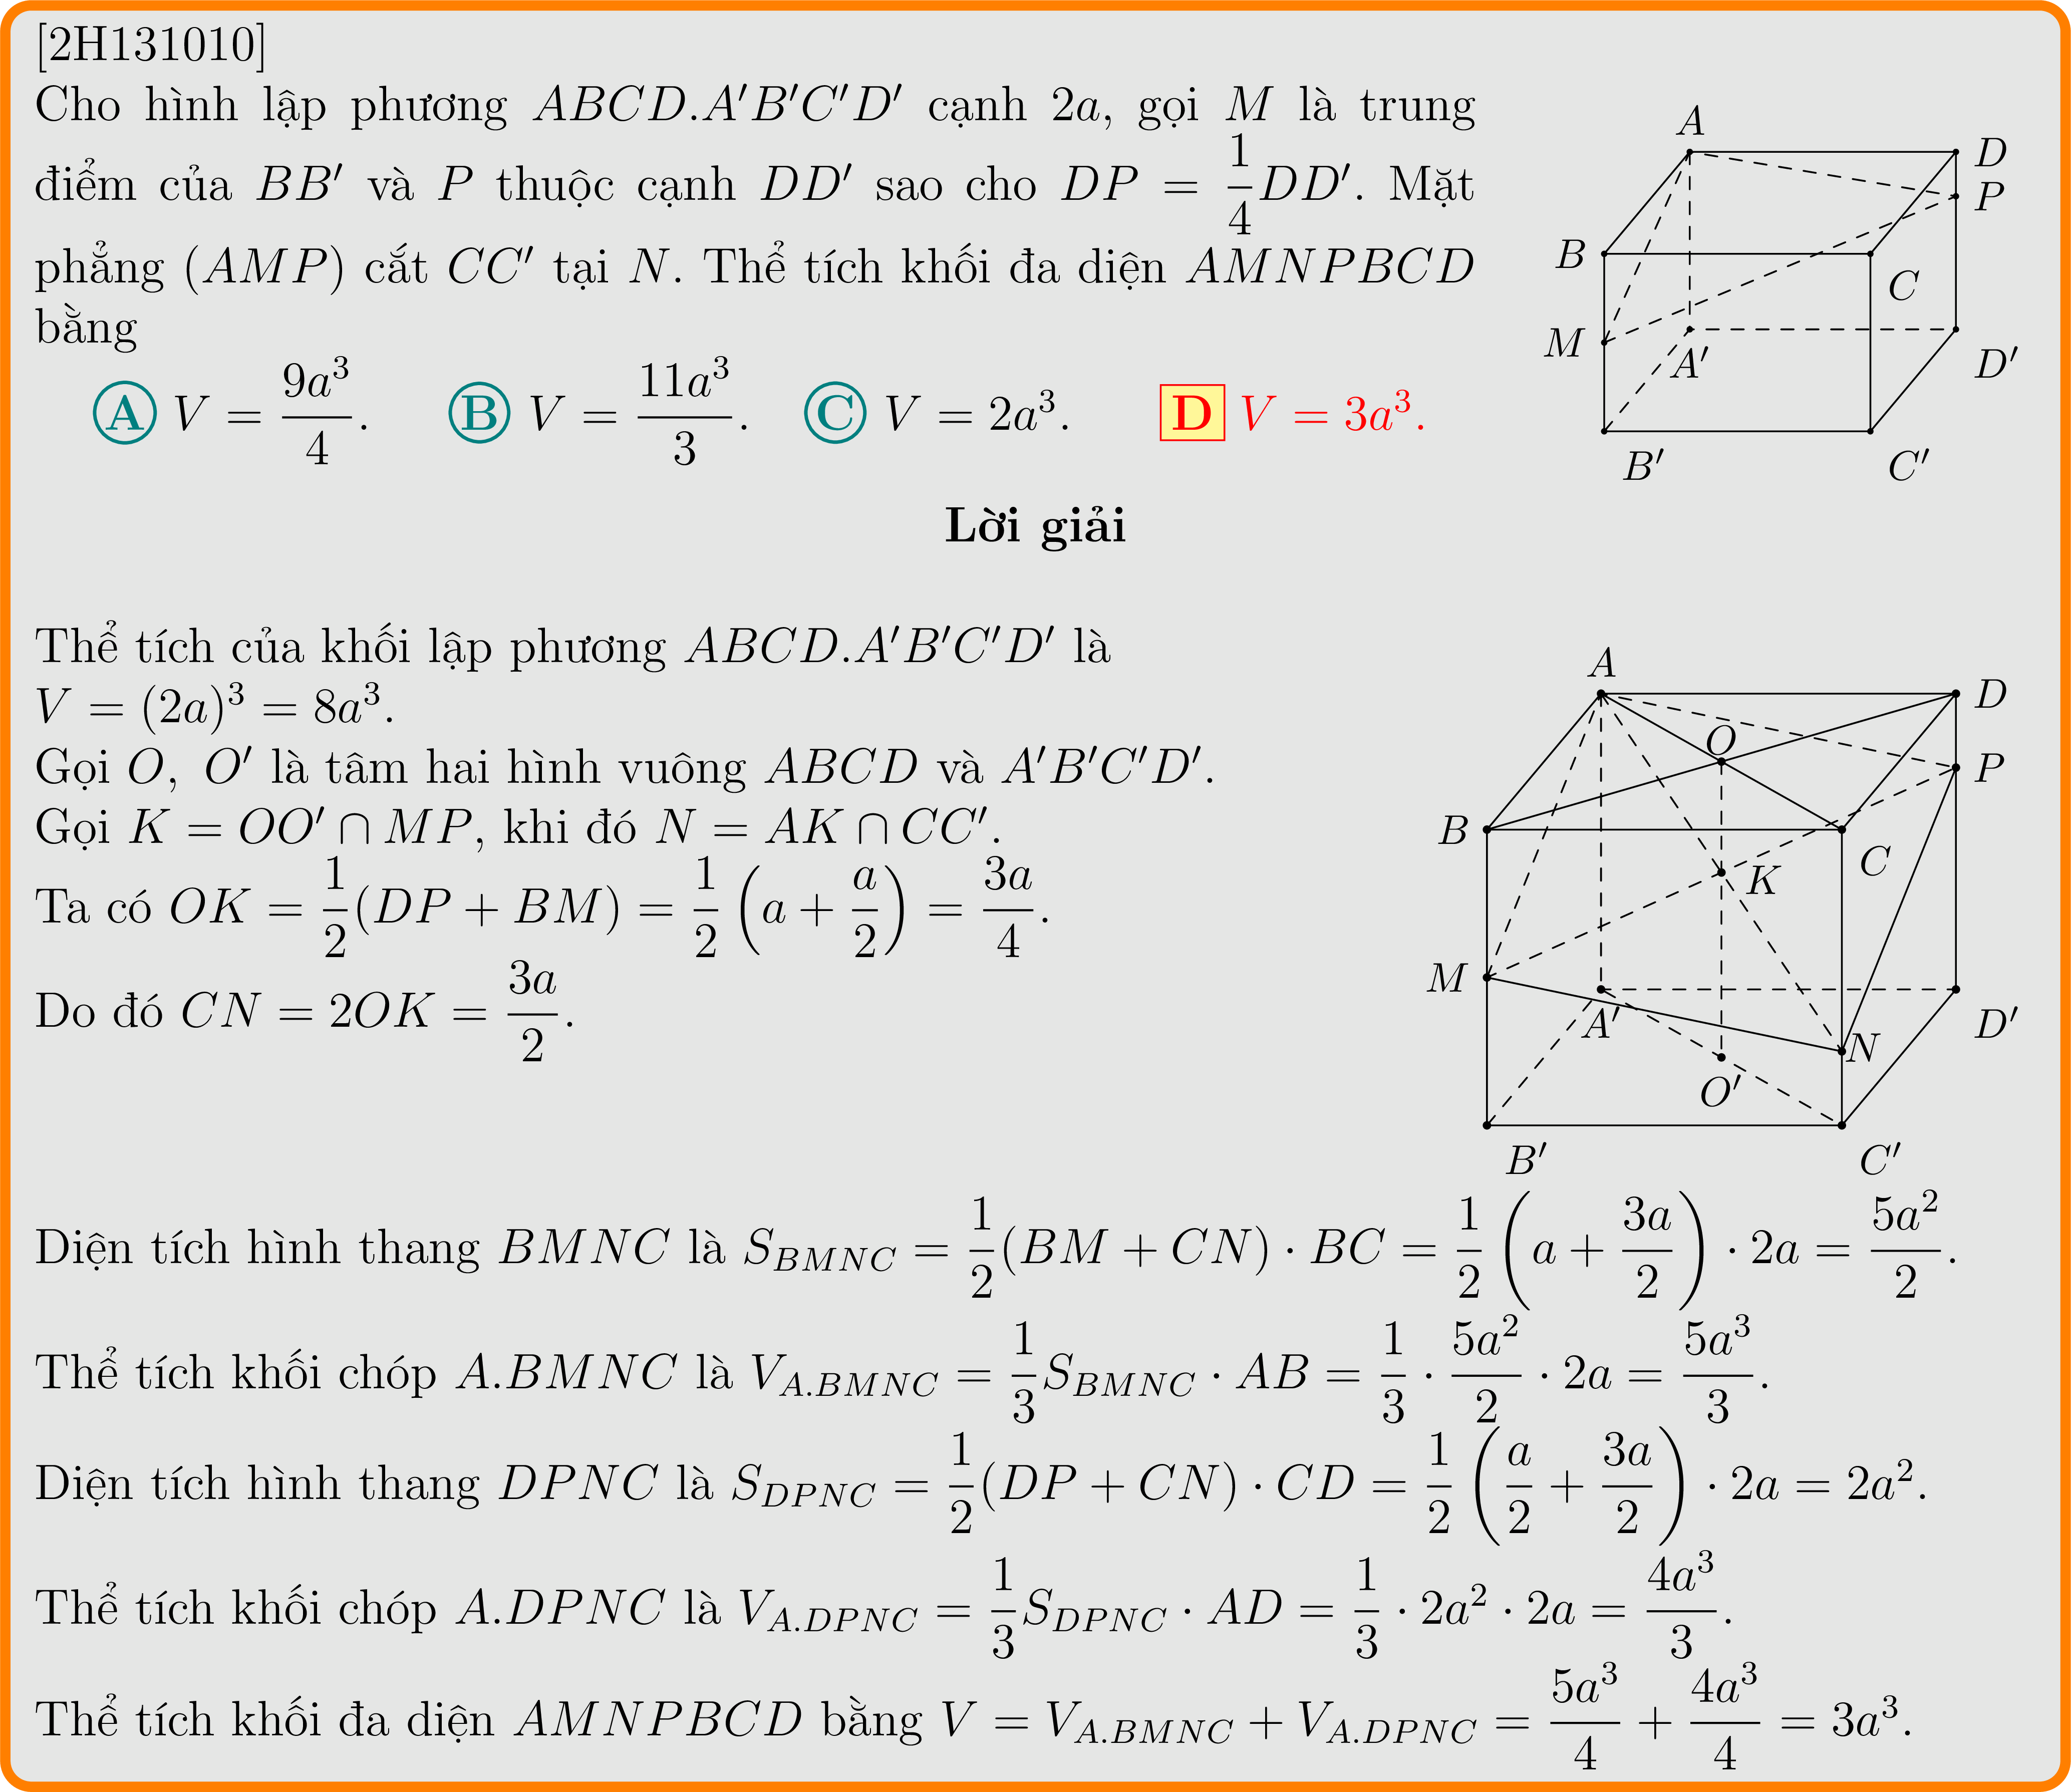 [2H131010]
Cho hình lập phương $ABCD.A'B'C'D'$ cạnh $2a$, gọi $M$ là trung
điểm của $BB'$ và $P$ thuộc cạnh $DD'$ sao cho $DP = \frac{1}{4}DD'$. Mặt
phẳng $(AMP)$ cắt $CC'$ tại $N$. Thể tích khối đa diện $AMNPBCD$
bằng
A $V = \frac{9a^3}{4}$. B $V = \frac{11a^3}{3}$. C $V = 2a^3$. D $V = 3a^3$.
A
D
P
B
C
M
A'
D'
B'
C'
Lời giải
Thể tích của khối lập phương $ABCD.A'B'C'D'$ là
$V = (2a)^3 = 8a^3$.
Gọi $O$, $O'$ là tâm hai hình vuông $ABCD$ và $A'B'C'D'$.
Gọi $K = OO' \cap MP$, khi đó $N = AK \cap CC'$.
Ta có $OK = \frac{1}{2}(DP + BM) = \frac{1}{2}\left(a + \frac{a}{2}\right) = \frac{3a}{4}$.
Do đó $CN = 2OK = \frac{3a}{2}$.
A
D
O
P
B
C
K
M
A'
D'
N
O'
B'
C'
Diện tích hình thang $BMNC$ là $S_{BMNC} = \frac{1}{2}(BM + CN) \cdot BC = \frac{1}{2}\left(a + \frac{3a}{2}\right) \cdot 2a = \frac{5a^2}{2}$.
Thể tích khối chóp $A.BMNC$ là $V_{A.BMNC} = \frac{1}{3}S_{BMNC} \cdot AB = \frac{1}{3} \cdot \frac{5a^2}{2} \cdot 2a = \frac{5a^3}{3}$.
Diện tích hình thang $DPNC$ là $S_{DPNC} = \frac{1}{2}(DP + CN) \cdot CD = \frac{1}{2}\left(\frac{a}{2} + \frac{3a}{2}\right) \cdot 2a = 2a^2$.
Thể tích khối chóp $A.DPNC$ là $V_{A.DPNC} = \frac{1}{3}S_{DPNC} \cdot AD = \frac{1}{3} \cdot 2a^2 \cdot 2a = \frac{4a^3}{3}$.
Thể tích khối đa diện $AMNPBCD$ bằng $V = V_{A.BMNC} + V_{A.DPNC} = \frac{5a^3}{4} + \frac{4a^3}{4} = 3a^3$.